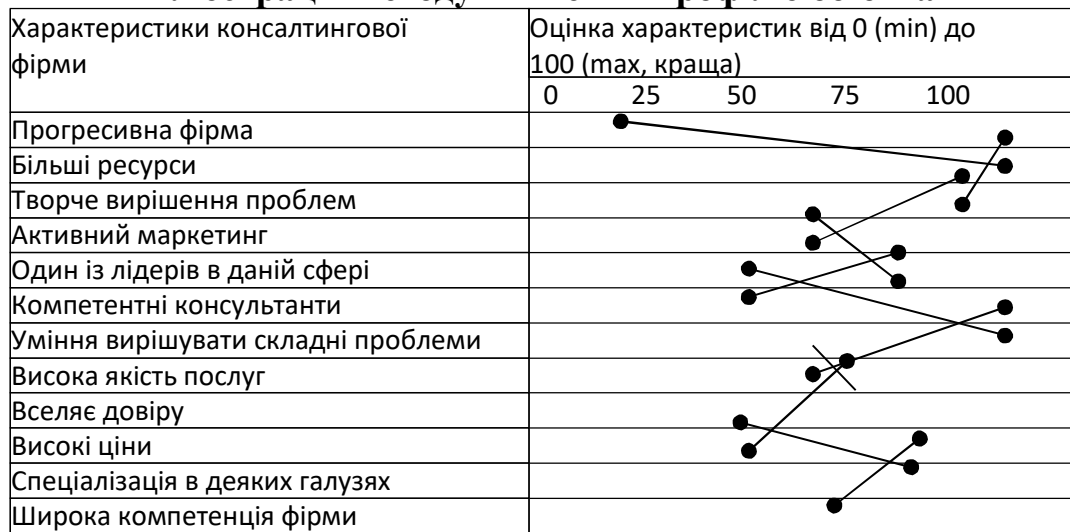 Характеристики консалтингової
фірми
Оцінка характеристик від 0 (min) до
100 (max, краща)
0 25 50 75 100
Прогресивна фірма
Більші ресурси
Творче вирішення проблем
Активний маркетинг
Один із лідерів в даній сфері
Компетентні консультанти
Уміння вирішувати складні проблеми
Висока якість послуг
Вселяє довіру
Високі ціни
Спеціалізація в деяких галузях
Широка компетенція фірми